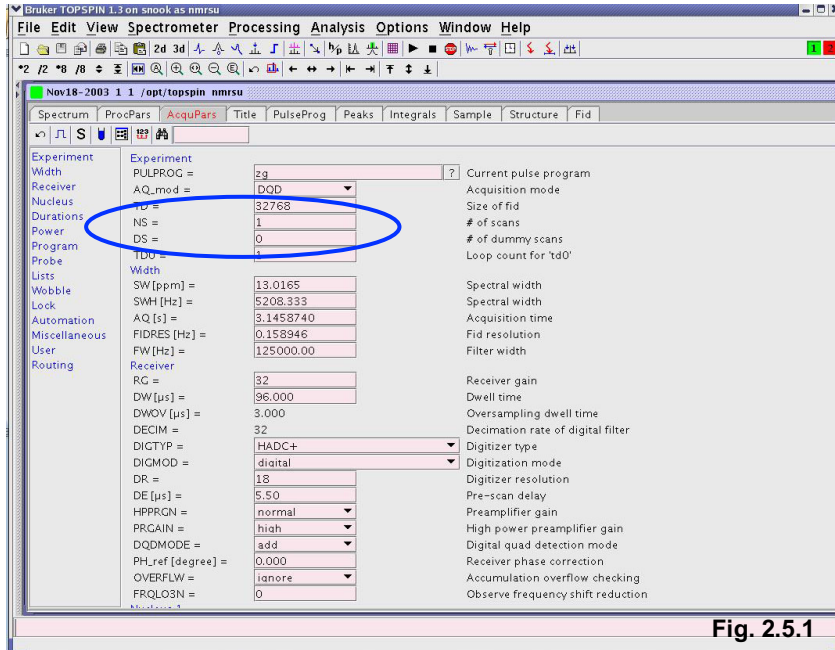 Bruker TOPSPIN 1.3 on snook as nmrsu
File Edit View Spectrometer Processing Analysis Options Window Help
2d 3d
*2 /2 *8 /8
Nov18-2003 1 1 /opt/topspin nmrsu
Spectrum ProcPars AcquPars Title PulseProg Peaks Integrals Sample Structure Fid
S 123
Experiment
Width
Receiver
Nucleus
Durations
Power
Program
Probe
Lists
Wobble
Lock
Automation
Miscellaneous
User
Routing
Experiment
PULPROG = zg ? Current pulse program
AQ_mod = DQD Acquisition mode
TD = 32768 Size of fid
NS = 1 # of scans
DS = 0 # of dummy scans
TD0 = 1 Loop count for 'td0'
Width
SW [ppm] = 13.0165 Spectral width
SWH [Hz] = 5208.333 Spectral width
AQ [s] = 3.1458740 Acquisition time
FIDRES [Hz] = 0.158946 Fid resolution
FW [Hz] = 125000.00 Filter width
Receiver
RG = 32 Receiver gain
DW [µs] = 96.000 Dwell time
DWOV [µs] = 3.000 Oversampling dwell time
DECIM = 32 Decimation rate of digital filter
DIGTYP = HADC+ Digitizer type
DIGMOD = digital Digitization mode
DR = 18 Digitizer resolution
DE [µs] = 5.50 Pre-scan delay
HPPRGN = normal Preamplifier gain
PRGAIN = high High power preamplifier gain
DQDMODE = add Digital quad detection mode
PH_ref [degree] = 0.000 Receiver phase correction
OVERFLW = ignore Accumulation overflow checking
FRQLO3N = 0 Observe frequency shift reduction
Fig. 2.5.1